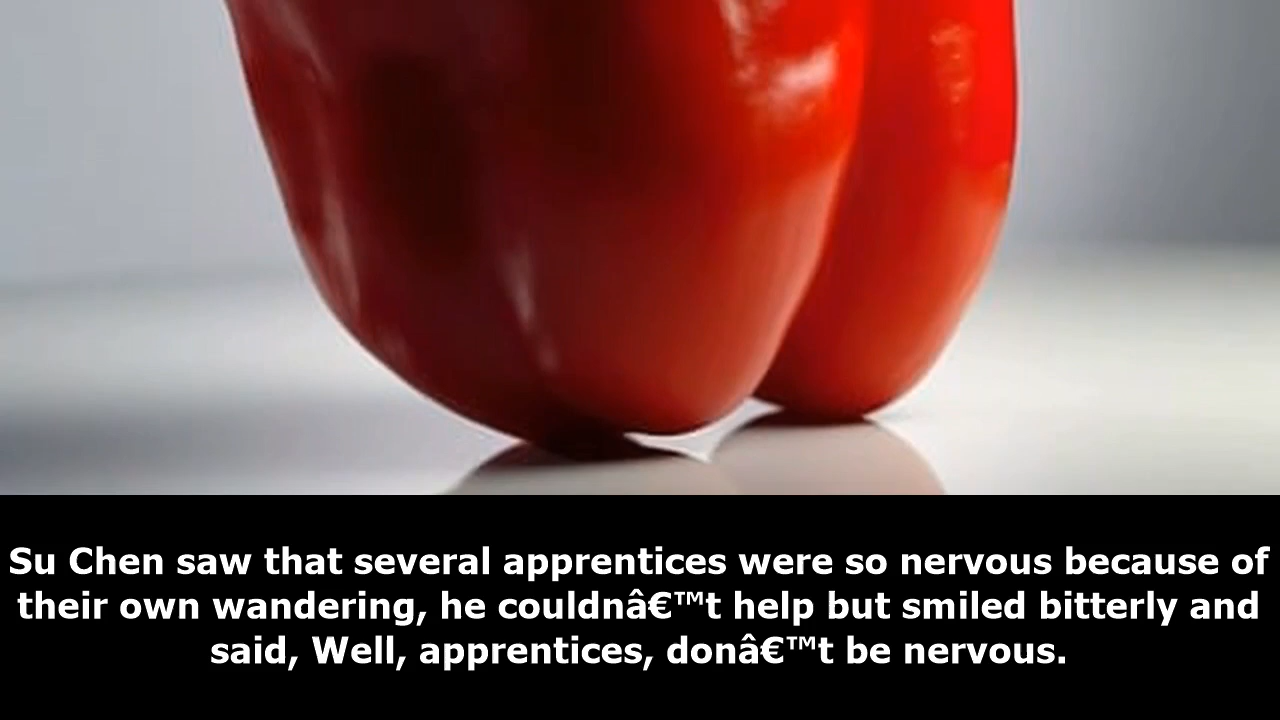 Su Chen saw that several apprentices were so nervous because of
their own wandering, he couldnâ€™t help but smiled bitterly and
said, Well, apprentices, donâ€™t be nervous.